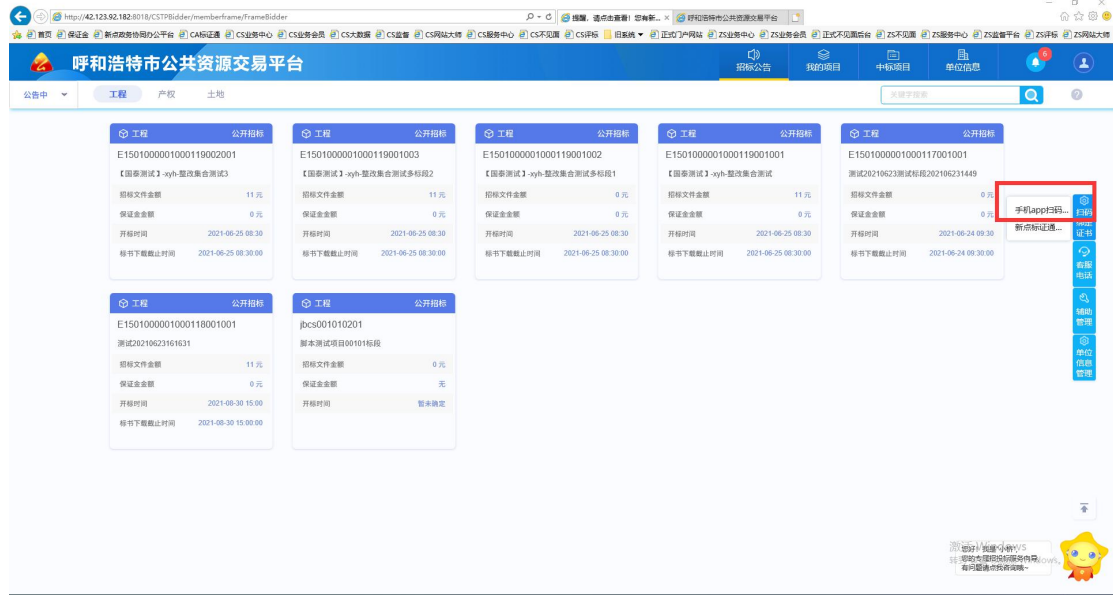 http://42.123.92.182:8018/CSTPBidder/memberframe/FrameBidder
提醒，请点击查看！您有新...
呼和浩特市公共资源交易平台
首页 保证金 新点政务协同办公平台 CA标证通 CS业务中心 CS业务会员 CS大数据 CS监督 CS网站大师 CS服务中心 CS不见面 CS评标 旧系统 正式门户网站 ZS业务中心 ZS业务会员 正式不见面后台 ZS不见面 ZS服务中心 ZS监督平台 ZS评标 ZS网站大师
呼和浩特市公共资源交易平台
招标公告 我的项目 中标项目 单位信息 6
公告中 工程 产权 土地 关键字搜索
工程 公开招标
E1501000001000119002001
【国泰测试】-xyh-整改集合测试3
招标文件金额 11 元
保证金金额 0 元
开标时间 2021-06-25 08:30
标书下载截止时间 2021-06-25 08:30:00
工程 公开招标
E1501000001000119001003
【国泰测试】-xyh-整改集合测试多标段2
招标文件金额 11 元
保证金金额 0 元
开标时间 2021-06-25 08:30
标书下载截止时间 2021-06-25 08:30:00
工程 公开招标
E1501000001000119001002
【国泰测试】-xyh-整改集合测试多标段1
招标文件金额 0 元
保证金金额 0 元
开标时间 2021-06-25 08:30
标书下载截止时间 2021-06-25 08:30:00
工程 公开招标
E1501000001000119001001
【国泰测试】-xyh-整改集合测试
招标文件金额 11 元
保证金金额 0 元
开标时间 2021-06-25 08:30
标书下载截止时间 2021-06-25 08:30:00
工程 公开招标
E1501000001000117001001
测试20210623测试标段202106231449
招标文件金额 0 元
保证金金额 0 元
开标时间 2021-06-24 09:30
标书下载截止时间 2021-06-24 09:30:00
工程 公开招标
E1501000001000118001001
测试20210623161631
招标文件金额 11 元
保证金金额 0 元
开标时间 2021-08-30 15:00
标书下载截止时间 2021-08-30 15:00:00
工程 公开招标
jbcs001010201
脚本测试项目00101标段
招标文件金额 0 元
保证金金额 无
开标时间 暂未确定
手机app扫码...
新点标证通...
扫码
证书
客服
电话
辅助
管理
单位
信息
管理
您好！我是“小桥”，
您的专属招投标服务向导，
有问题请点我咨询哦~